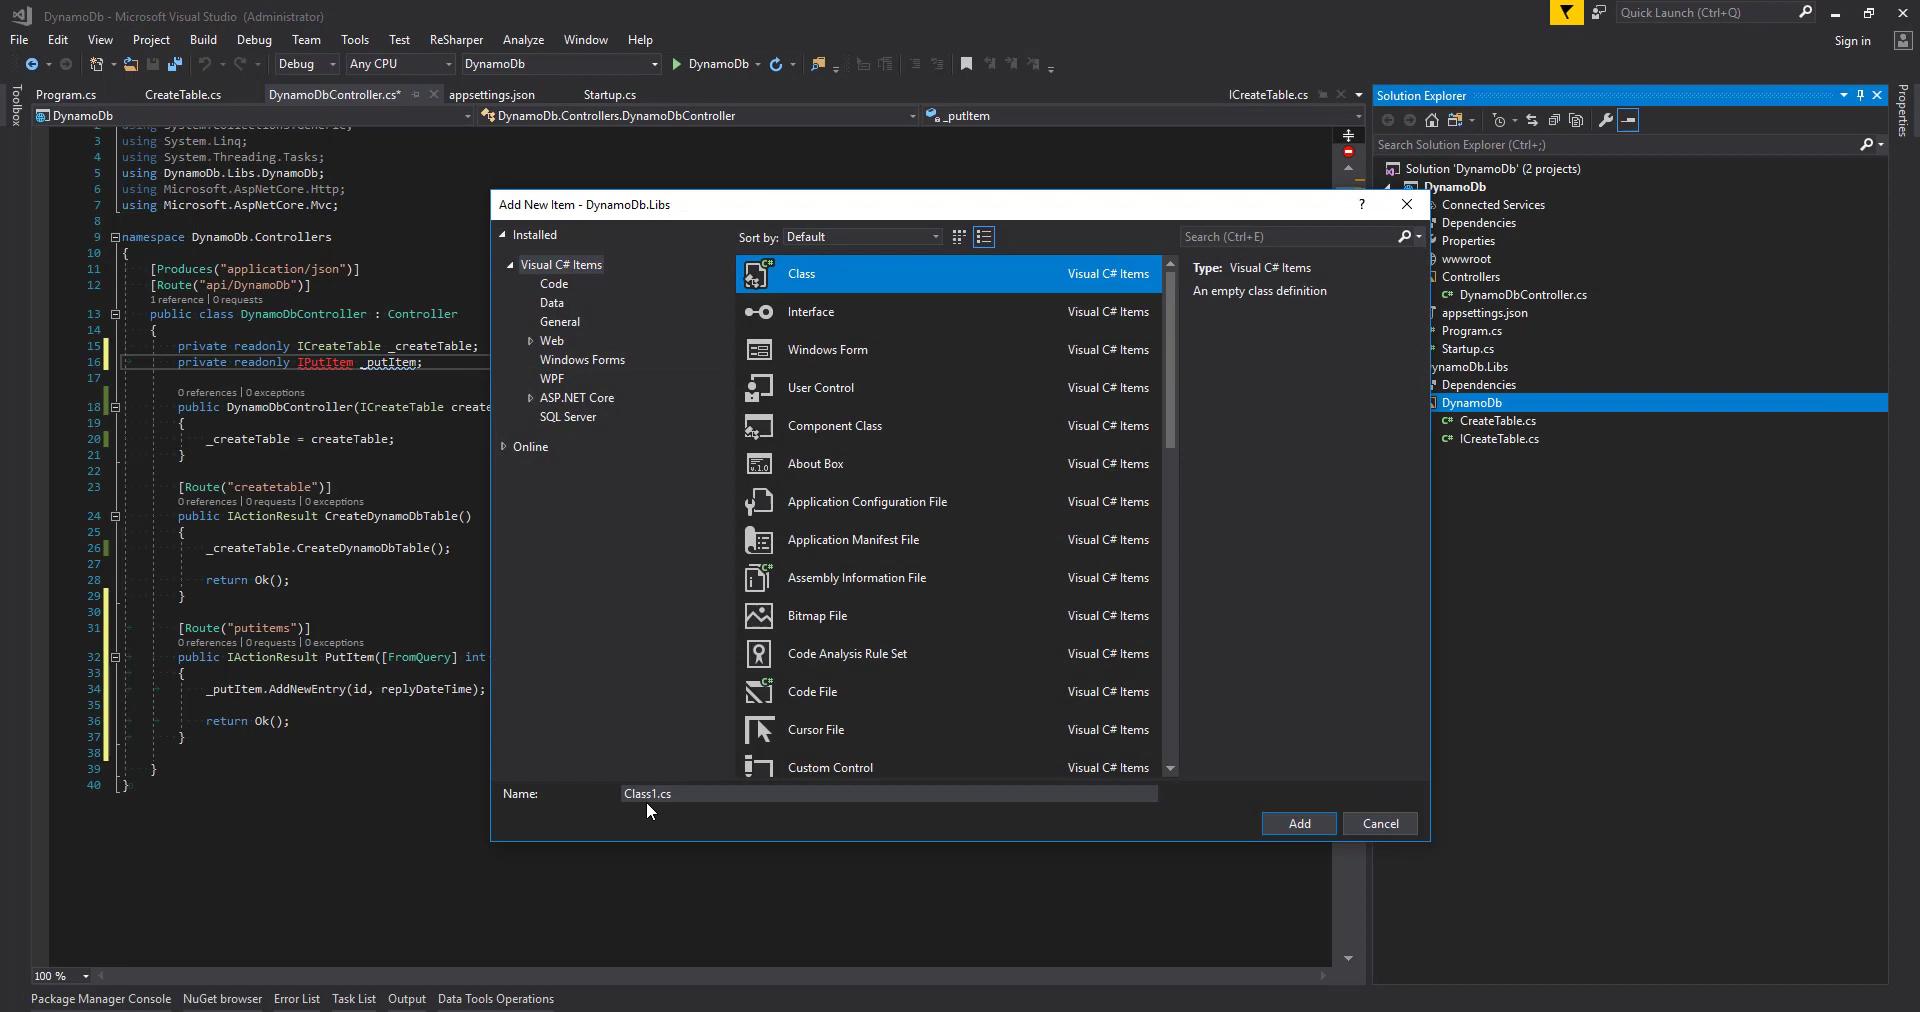 DynamoDb - Microsoft Visual Studio (Administrator)
Quick Launch (Ctrl+Q)
File Edit View Project Build Debug Team Tools Test ReSharper Analyze Window Help
Sign in
Debug Any CPU DynamoDb DynamoDb
Toolbox
Program.cs CreateTable.cs DynamoDbController.cs* appsettings.json Startup.cs ICreateTable.cs
DynamoDb DynamoDb.Controllers.DynamoDbController _putItem
2 using System.Collections.Generic;
3 using System.Linq;
4 using System.Threading.Tasks;
5 using DynamoDb.Libs.DynamoDb;
6 using Microsoft.AspNetCore.Http;
7 using Microsoft.AspNetCore.Mvc;
8
9 namespace DynamoDb.Controllers
10 {
11 [Produces("application/json")]
12 [Route("api/DynamoDb")]
1 reference | 0 requests
13 public class DynamoDbController : Controller
14 {
15 private readonly ICreateTable _createTable;
16 private readonly IPutItem _putItem;
17
0 references | 0 exceptions
18 public DynamoDbController(ICreateTable create
19 {
20 _createTable = createTable;
21 }
22
23 [Route("createtable")]
0 references | 0 requests | 0 exceptions
24 public IActionResult CreateDynamoDbTable()
25 {
26 _createTable.CreateDynamoDbTable();
27
28 return Ok();
29 }
30
31 [Route("putitems")]
0 references | 0 requests | 0 exceptions
32 public IActionResult PutItem([FromQuery] int
33 {
34 _putItem.AddNewEntry(id, replyDateTime);
35
36 return Ok();
37 }
38
39 }
40 }
100 %
Add New Item - DynamoDb.Libs
?
Installed
Visual C# Items
Code
Data
General
Web
Windows Forms
WPF
ASP.NET Core
SQL Server
Online
Sort by: Default
Search (Ctrl+E)
Class Visual C# Items
Interface Visual C# Items
Windows Form Visual C# Items
User Control Visual C# Items
Component Class Visual C# Items
About Box Visual C# Items
Application Configuration File Visual C# Items
Application Manifest File Visual C# Items
Assembly Information File Visual C# Items
Bitmap File Visual C# Items
Code Analysis Rule Set Visual C# Items
Code File Visual C# Items
Cursor File Visual C# Items
Custom Control Visual C# Items
Type: Visual C# Items
An empty class definition
Name: Class1.cs
Add Cancel
Solution Explorer
Search Solution Explorer (Ctrl+;)
Solution 'DynamoDb' (2 projects)
DynamoDb
Connected Services
Dependencies
Properties
wwwroot
Controllers
C# DynamoDbController.cs
appsettings.json
Program.cs
Startup.cs
ynamoDb.Libs
Dependencies
DynamoDb
C# CreateTable.cs
C# ICreateTable.cs
Properties
Package Manager Console NuGet browser Error List Task List Output Data Tools Operations